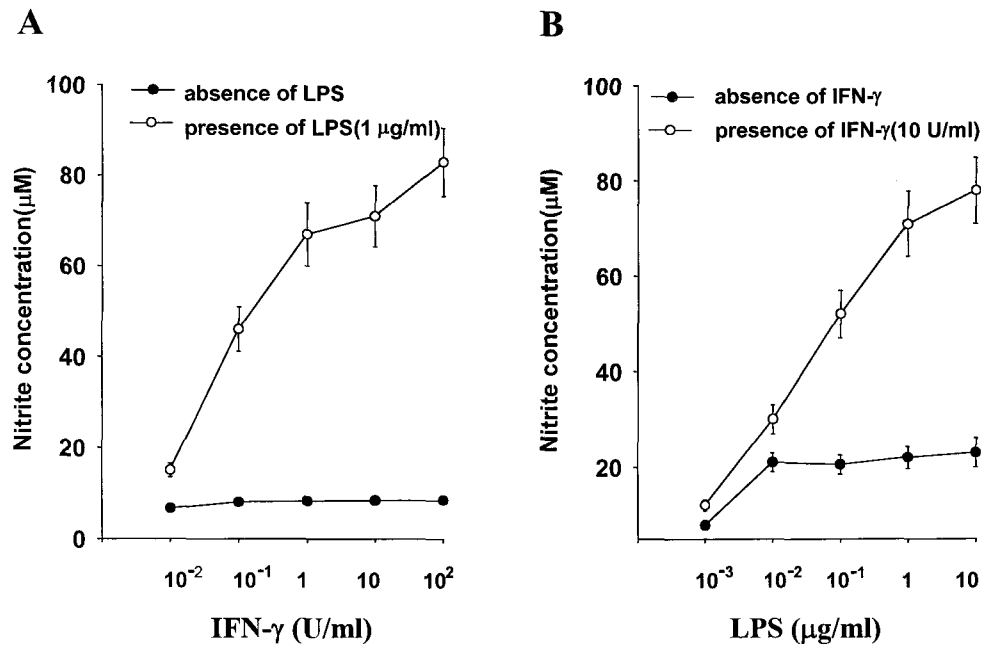 A
absence of LPS
presence of LPS(1 µg/ml)
Nitrite concentration(µM)
100
80
60
40
20
0
10⁻²
10⁻¹
1
10
10²
IFN-γ (U/ml)
B
absence of IFN-γ
presence of IFN-γ(10 U/ml)
Nitrite concentration(µM)
100
80
60
40
20
10⁻³
10⁻²
10⁻¹
1
10
LPS (µg/ml)